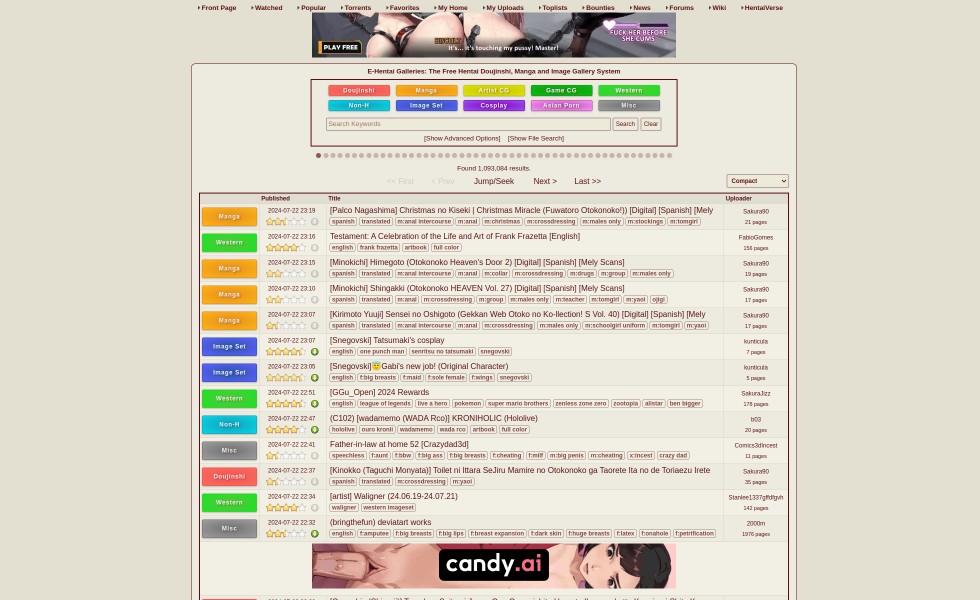 Front Page Watched Popular Torrents Favorites My Home My Uploads Toplists Bounties News Forums Wiki HentaiVerse
PLAY FREE
It's... it's touching my pussy! Master!
FUCK HER BEFORE SHE CUMS
E-Hentai Galleries: The Free Hentai Doujinshi, Manga and Image Gallery System
Doujinshi Manga Artist CG Game CG Western
Non-H Image Set Cosplay Asian Porn Misc
Search Keywords Search Clear
[Show Advanced Options] [Show File Search]
Found 1,093,084 results.
<< First < Prev Jump/Seek Next > Last >> Compact
Published Title Uploader
Manga 2024-07-22 23:19 [Palco Nagashima] Christmas no Kiseki | Christmas Miracle (Fuwatoro Otokonoko!)) [Digital] [Spanish] [Mely Sakura90
spanish translated m:anal intercourse m:anal m:christmas m:crossdressing m:males only m:stockings m:tomgirl 21 pages
Western 2024-07-22 23:16 Testament: A Celebration of the Life and Art of Frank Frazetta [English] FabioGomes
english frank frazetta artbook full color 156 pages
Manga 2024-07-22 23:15 [Minokichi] Himegoto (Otokonoko Heaven's Door 2) [Digital] [Spanish] [Mely Scans] Sakura90
spanish translated m:anal intercourse m:anal m:collar m:crossdressing m:drugs m:group m:males only 19 pages
Manga 2024-07-22 23:10 [Minokichi] Shingakki (Otokonoko HEAVEN Vol. 27) [Digital] [Spanish] [Mely Scans] Sakura90
spanish translated m:anal m:crossdressing m:group m:males only m:teacher m:tomgirl m:yaoi ojigi 17 pages
Manga 2024-07-22 23:07 [Kirimoto Yuuji] Sensei no Oshigoto (Gekkan Web Otoko no Ko-llection! S Vol. 40) [Digital] [Spanish] [Mely Sakura90
spanish translated m:anal intercourse m:anal m:crossdressing m:males only m:schoolgirl uniform m:tomgirl m:yaoi 17 pages
Image Set 2024-07-22 23:07 [Snegovski] Tatsumaki's cosplay kunticula
english one punch man senritsu no tatsumaki snegovski 7 pages
Image Set 2024-07-22 23:05 [Snegovski]😇Gabi's new job! (Original Character) kunticula
english f:big breasts f:maid f:sole female f:wings snegovski 5 pages
Western 2024-07-22 22:51 [GGu_Open] 2024 Rewards SakuraJizz
english league of legends live a hero pokemon super mario brothers zenless zone zero zootopia alistar ben bigger 178 pages
Non-H 2024-07-22 22:47 (C102) [wadamemo (WADA Rco)] KRONIHOLIC (Hololive) b03
hololive ouro kronii wadamemo wada rco artbook full color 20 pages
Misc 2024-07-22 22:41 Father-in-law at home 52 [Crazydad3d] Comics3dIncest
speechless f:aunt f:bbw f:big ass f:big breasts f:cheating f:milf m:big penis m:cheating x:incest crazy dad 11 pages
Doujinshi 2024-07-22 22:37 [Kinokko (Taguchi Monyata)] Toilet ni Ittara SeJiru Mamire no Otokonoko ga Taorete Ita no de Toriaezu Irete Sakura90
spanish translated m:crossdressing m:yaoi 35 pages
Western 2024-07-22 22:34 [artist] Waligner (24.06.19-24.07.21) Stanlee1337gffdfgvh
waligner western imageset 142 pages
Misc 2024-07-22 22:32 (bringthefun) deviatart works 2000m
f:amputee f:big breasts f:big lips f:breast expansion f:dark skin f:huge breasts f:latex f:onahole f:petrification 1976 pages
candy.ai